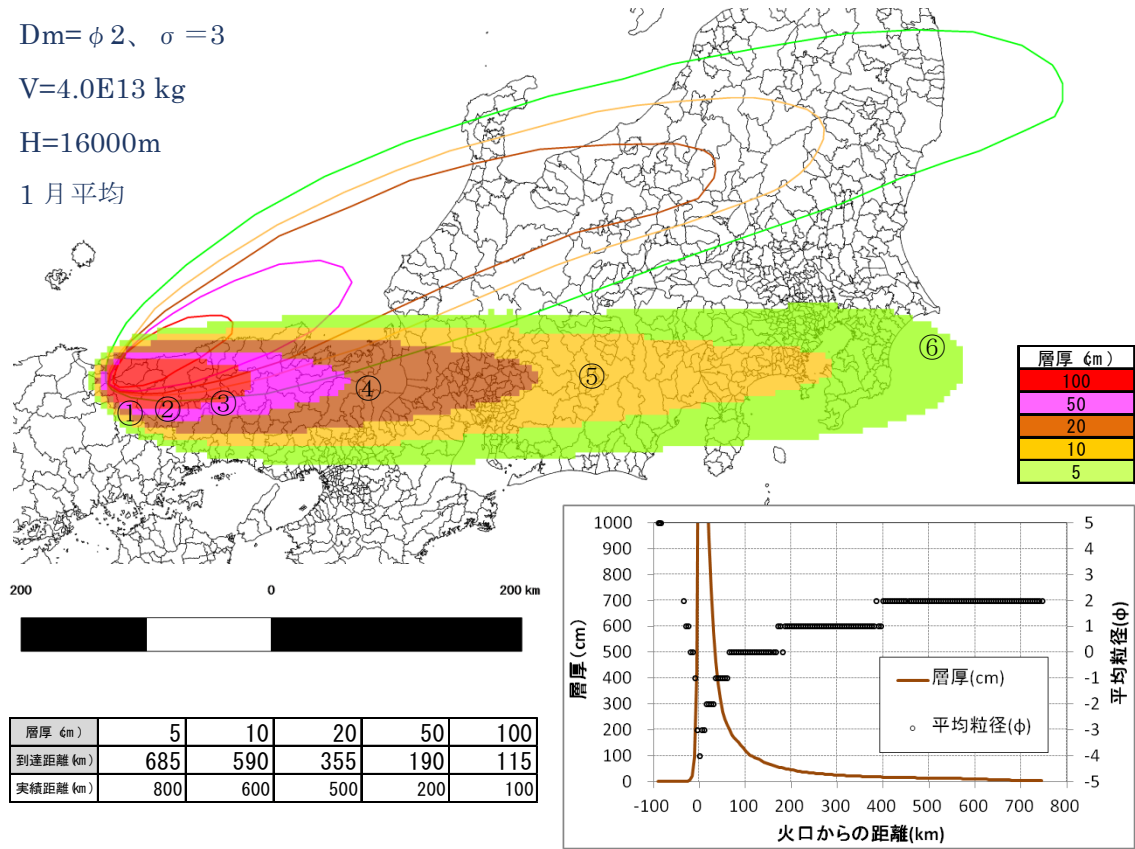 Dm=φ2、σ=3
V=4.0E13 kg
H=16000m
1月平均
① ② ③ ④ ⑤ ⑥
層厚 (cm)
100
50
20
10
5
200 0 200 km
層厚 (cm) 5 10 20 50 100
到達距離(km) 685 590 355 190 115
実績距離(km) 800 600 500 200 100
層厚(cm)
1000
900
800
700
600
500
400
300
200
100
0
5
4
3
2
1
0
-1
-2
-3
-4
-5
平均粒径(φ)
層厚(cm)
平均粒径(φ)
-100 0 100 200 300 400 500 600 700 800
火口からの距離(km)